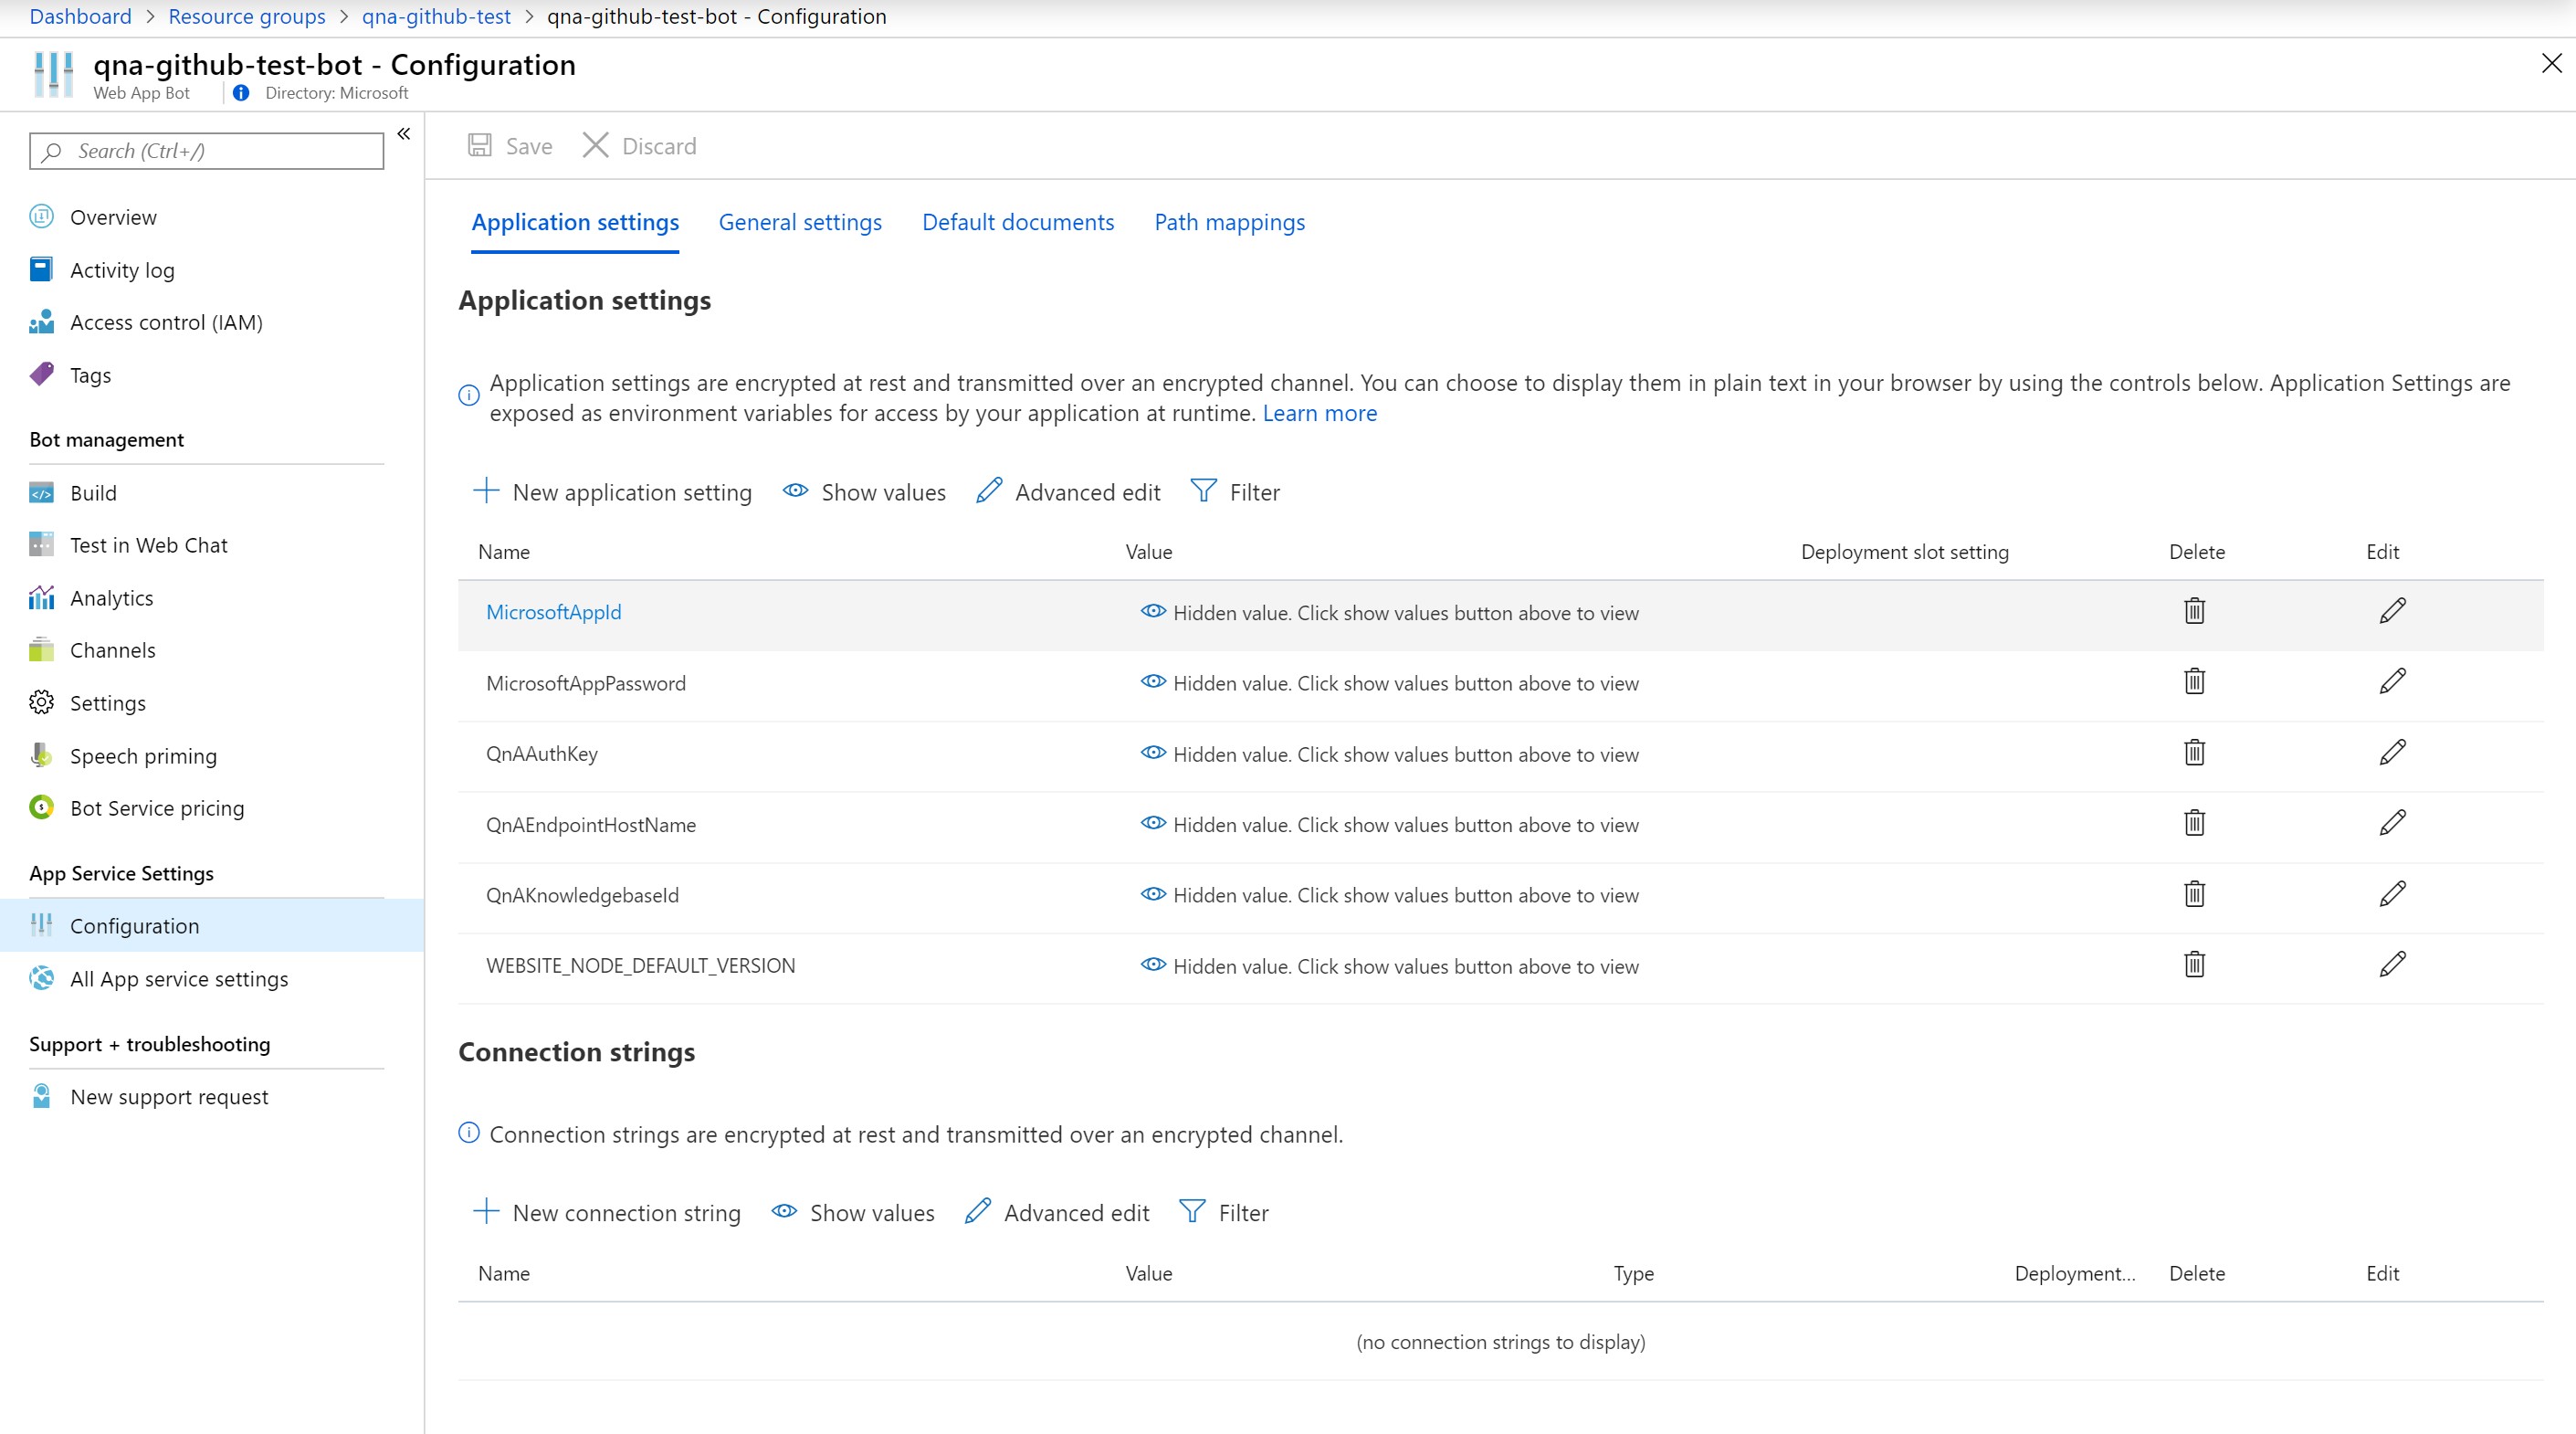 Dashboard > Resource groups > qna-github-test > qna-github-test-bot - Configuration
qna-github-test-bot - Configuration
Web App Bot
Directory: Microsoft
Search (Ctrl+/)
Overview
Activity log
Access control (IAM)
Tags
Bot management
Build
Test in Web Chat
Analytics
Channels
Settings
Speech priming
Bot Service pricing
App Service Settings
Configuration
All App service settings
Support + troubleshooting
New support request
Save Discard
Application settings General settings Default documents Path mappings
Application settings
Application settings are encrypted at rest and transmitted over an encrypted channel. You can choose to display them in plain text in your browser by using the controls below. Application Settings are
exposed as environment variables for access by your application at runtime. Learn more
New application setting Show values Advanced edit Filter
Name Value Deployment slot setting Delete Edit
MicrosoftAppId Hidden value. Click show values button above to view
MicrosoftAppPassword Hidden value. Click show values button above to view
QnAAuthKey Hidden value. Click show values button above to view
QnAEndpointHostName Hidden value. Click show values button above to view
QnAKnowledgebaseId Hidden value. Click show values button above to view
WEBSITE_NODE_DEFAULT_VERSION Hidden value. Click show values button above to view
Connection strings
Connection strings are encrypted at rest and transmitted over an encrypted channel.
New connection string Show values Advanced edit Filter
Name Value Type Deployment... Delete Edit
(no connection strings to display)